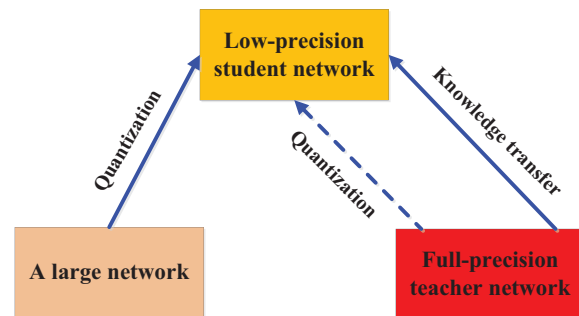 Low-precision
student network
Quantization
Quantization
Knowledge transfer
A large network
Full-precision
teacher network